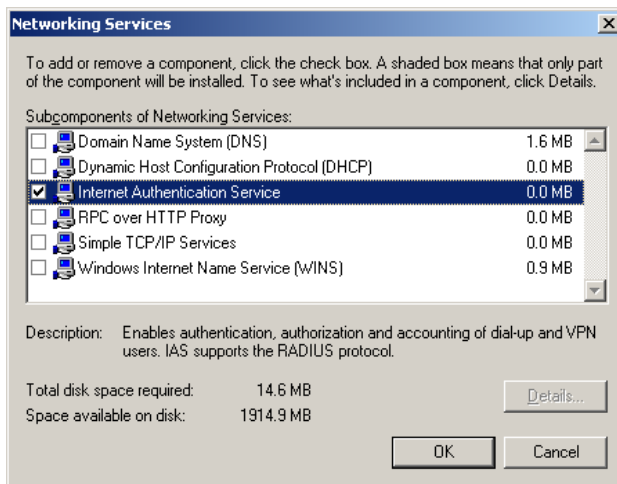 Networking Services
To add or remove a component, click the check box. A shaded box means that only part
of the component will be installed. To see what's included in a component, click Details.
Subcomponents of Networking Services:
Domain Name System (DNS) 1.6 MB
Dynamic Host Configuration Protocol (DHCP) 0.0 MB
Internet Authentication Service 0.0 MB
RPC over HTTP Proxy 0.0 MB
Simple TCP/IP Services 0.0 MB
Windows Internet Name Service (WINS) 0.9 MB
Description: Enables authentication, authorization and accounting of dial-up and VPN
users. IAS supports the RADIUS protocol.
Total disk space required: 14.6 MB
Space available on disk: 1914.9 MB
Details...
OK Cancel